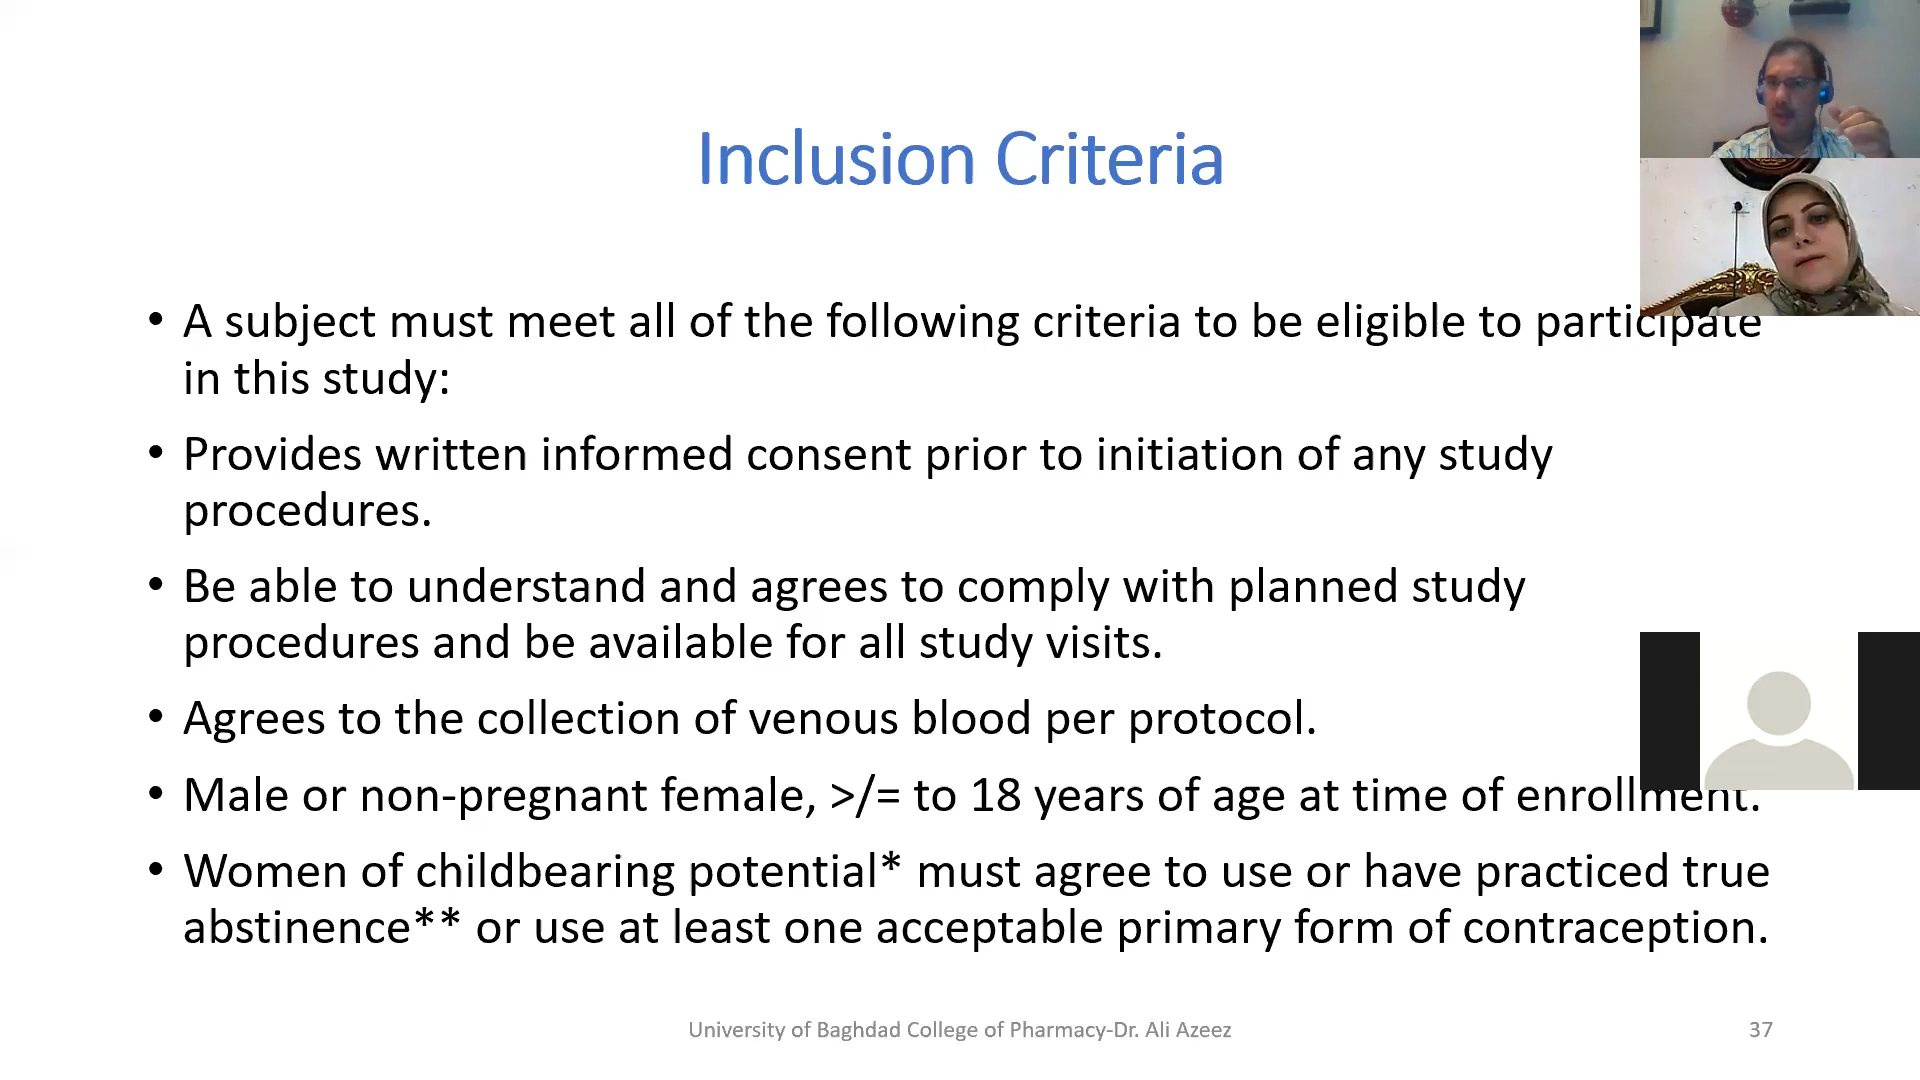 Inclusion Criteria
• A subject must meet all of the following criteria to be eligible to participate
in this study:
• Provides written informed consent prior to initiation of any study
procedures.
• Be able to understand and agrees to comply with planned study
procedures and be available for all study visits.
• Agrees to the collection of venous blood per protocol.
• Male or non-pregnant female, >/= to 18 years of age at time of enrollment.
• Women of childbearing potential* must agree to use or have practiced true
abstinence** or use at least one acceptable primary form of contraception.
University of Baghdad College of Pharmacy-Dr. Ali Azeez 37